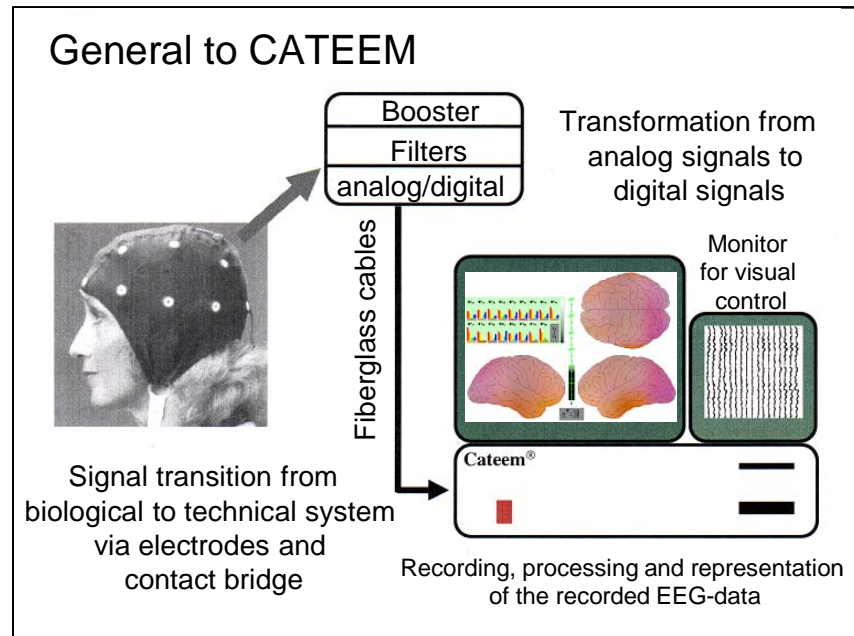 General to CATEEM
Booster
Filters
analog/digital
Transformation from
analog signals to
digital signals
Fiberglass cables
Monitor
for visual
control
Cateem®
Signal transition from
biological to technical system
via electrodes and
contact bridge
Recording, processing and representation
of the recorded EEG-data